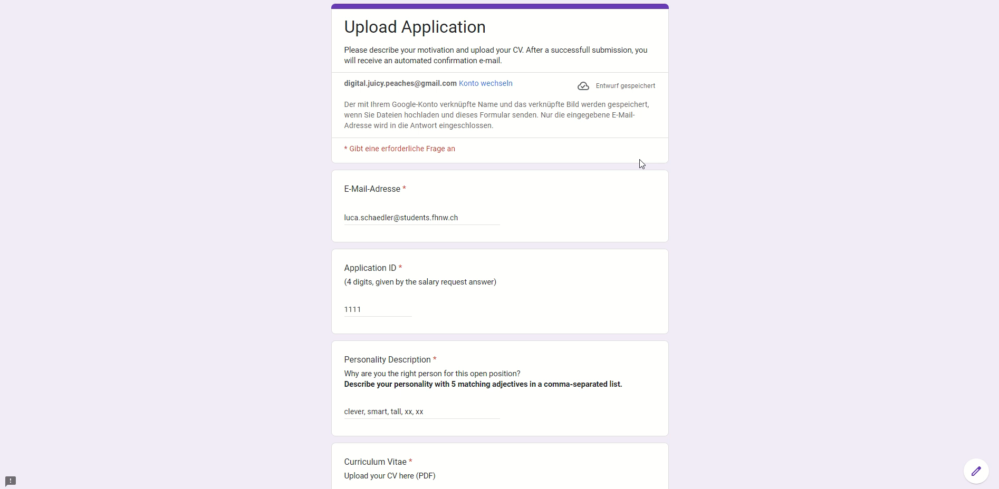 Upload Application
Please describe your motivation and upload your CV. After a successfull submission, you
will receive an automated confirmation e-mail.
digital.juicy.peaches@gmail.com Konto wechseln
Entwurf gespeichert
Der mit Ihrem Google-Konto verknüpfte Name und das verknüpfte Bild werden gespeichert,
wenn Sie Dateien hochladen und dieses Formular senden. Nur die eingegebene E-Mail-
Adresse wird in die Antwort eingeschlossen.
* Gibt eine erforderliche Frage an
E-Mail-Adresse *
luca.schaedler@students.fhnw.ch
Application ID *
(4 digits, given by the salary request answer)
1111
Personality Description *
Why are you the right person for this open position?
Describe your personality with 5 matching adjectives in a comma-separated list.
clever, smart, tall, xx, xx
Curriculum Vitae *
Upload your CV here (PDF)